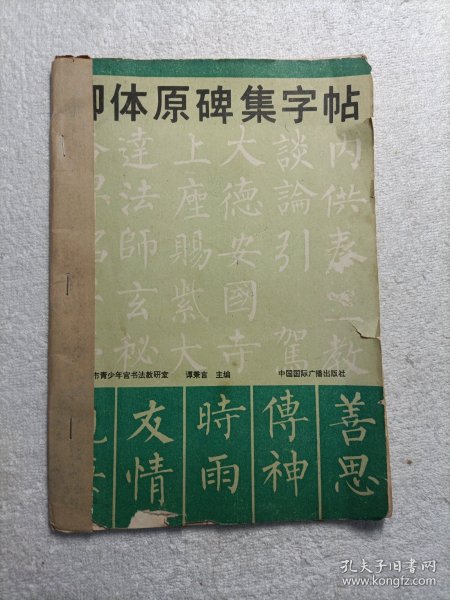 体原碑集字帖
内供奉三教
談論引駕
大德安國寺
上座賜紫大
達法師玄秘
市青少年宫书法教研室 谭秉言 主编 中国国际广播出版社
善思
傳神
時雨
友情
孔夫子旧书网
www.kongfz.com